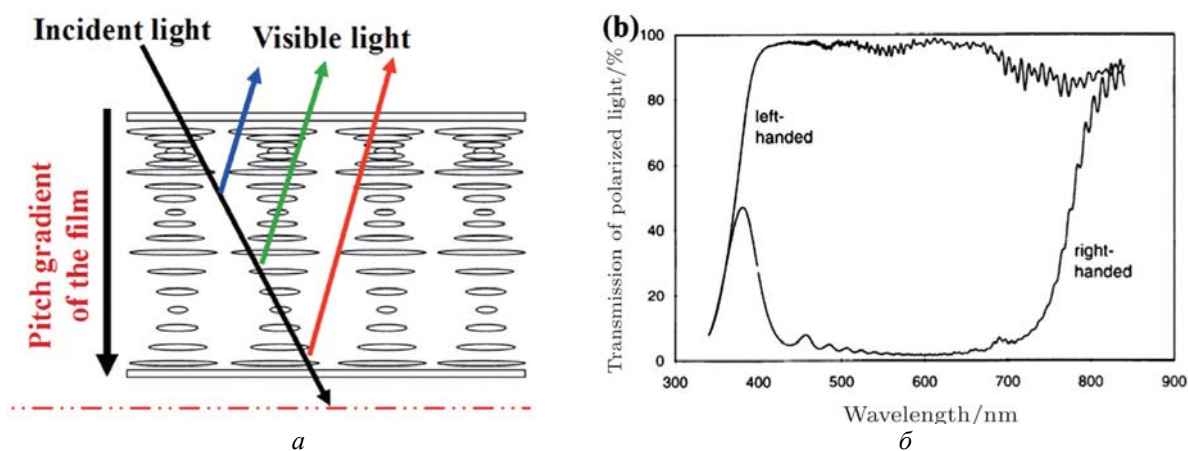 Incident light
Visible light
Pitch gradient
of the film
а
(b)
Transmission of polarized light/%
100
80
60
40
20
0
left-
handed
right-
handed
300
400
500
600
700
800
900
Wavelength/nm
б